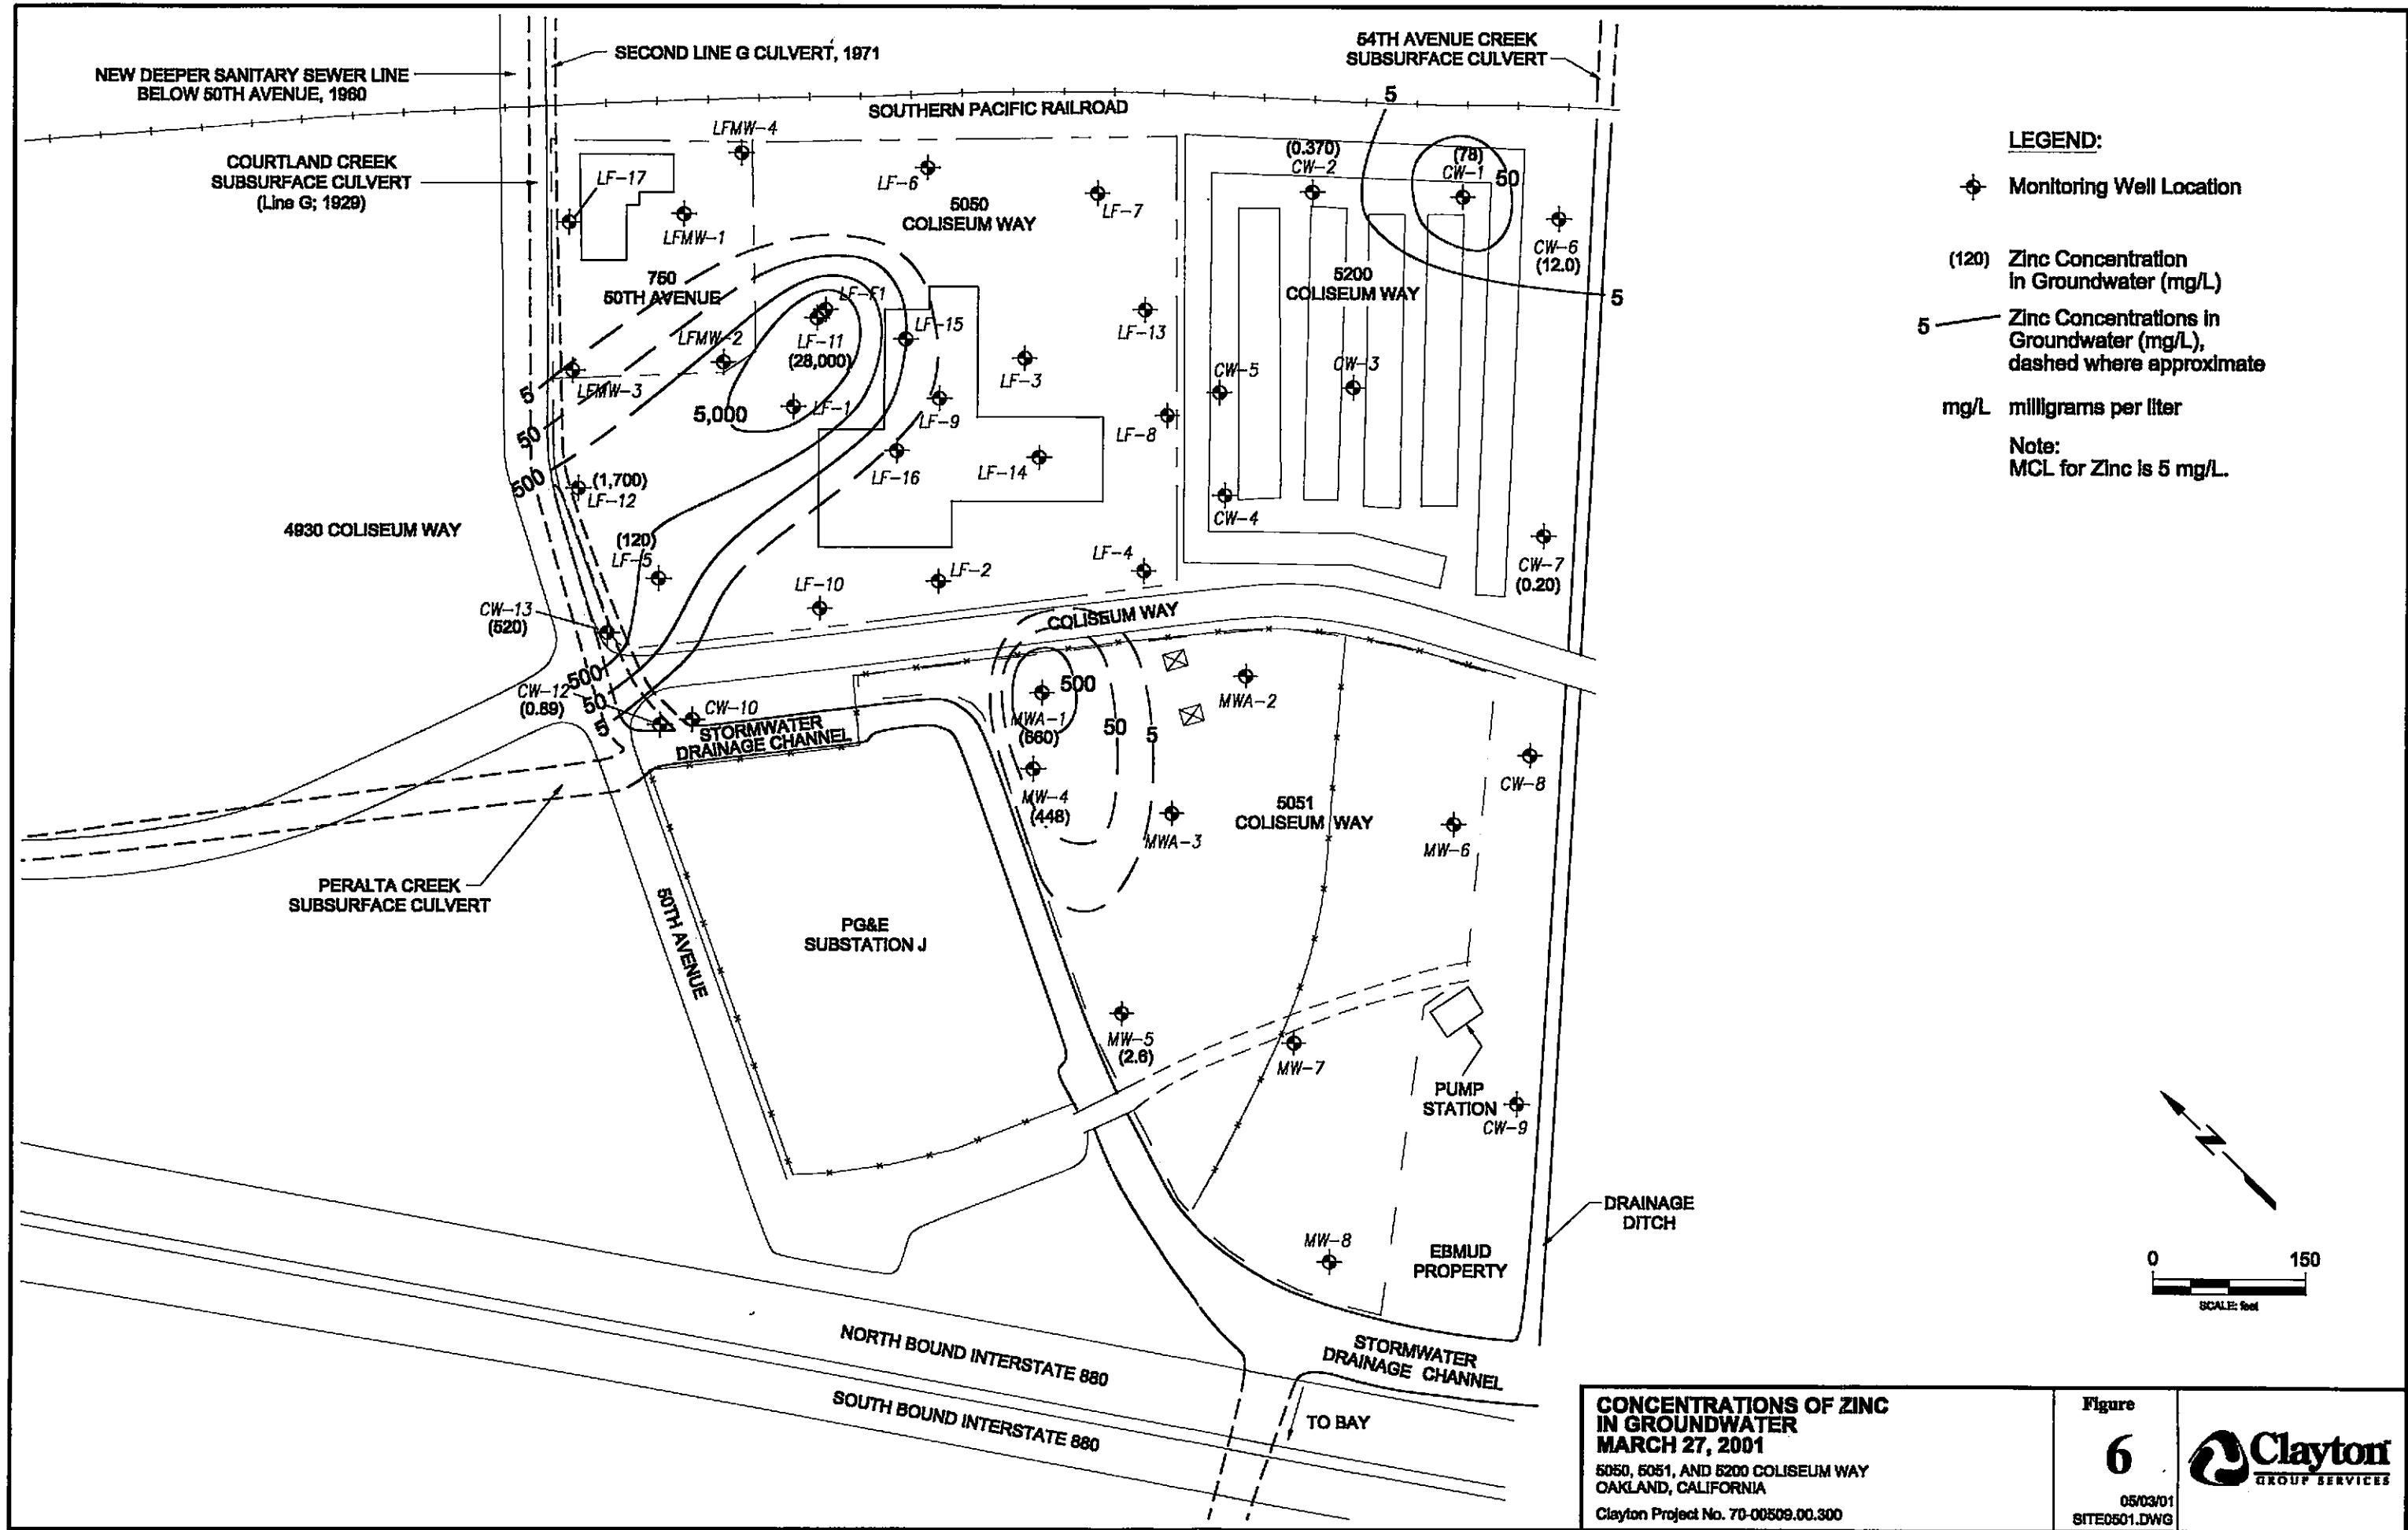 SECOND LINE G CULVERT, 1971
54TH AVENUE CREEK
SUBSURFACE CULVERT
NEW DEEPER SANITARY SEWER LINE
BELOW 50TH AVENUE, 1960
SOUTHERN PACIFIC RAILROAD
5
COURTLAND CREEK
SUBSURFACE CULVERT
(Line G; 1929)
LF-17
LFMW-4
LF-6
5050
COLISEUM WAY
LF-7
(0.370)
CW-2
(78)
CW-1
50
LFMW-1
CW-6
(12.0)
750
50TH AVENUE
LF-F1
5200
COLISEUM WAY
5
LFMW-2
LF-11
(28,000)
LF-15
LF-13
LFMW-3
5
5,000
LF-1
LF-9
LF-3
CW-5
CW-3
50
LF-8
500
(1,700)
LF-12
LF-16
LF-14
CW-4
4930 COLISEUM WAY
(120)
LF-5
LF-10
LF-2
LF-4
CW-7
(0.20)
CW-13
(520)
COLISEUM WAY
500
CW-12
(0.89)
50
5
CW-10
STORMWATER
DRAINAGE CHANNEL
500
MWA-1
(660)
50
5
MWA-2
MW-4
(448)
MWA-3
5051
COLISEUM WAY
CW-8
MW-6
PERALTA CREEK
SUBSURFACE CULVERT
50TH AVENUE
PG&E
SUBSTATION J
MW-5
(2.6)
MW-7
PUMP
STATION
CW-9
DRAINAGE
DITCH
MW-8
EBMUD
PROPERTY
NORTH BOUND INTERSTATE 880
SOUTH BOUND INTERSTATE 880
STORMWATER
DRAINAGE CHANNEL
TO BAY
LEGEND:
Monitoring Well Location
(120) Zinc Concentration
in Groundwater (mg/L)
5 Zinc Concentrations in
Groundwater (mg/L),
dashed where approximate
mg/L milligrams per liter
Note:
MCL for Zinc is 5 mg/L.
N
0 150
SCALE: feet
CONCENTRATIONS OF ZINC
IN GROUNDWATER
MARCH 27, 2001
5050, 5051, AND 5200 COLISEUM WAY
OAKLAND, CALIFORNIA
Clayton Project No. 70-00509.00.300
Figure
6
05/03/01
SITE0501.DWG
Clayton
GROUP SERVICES